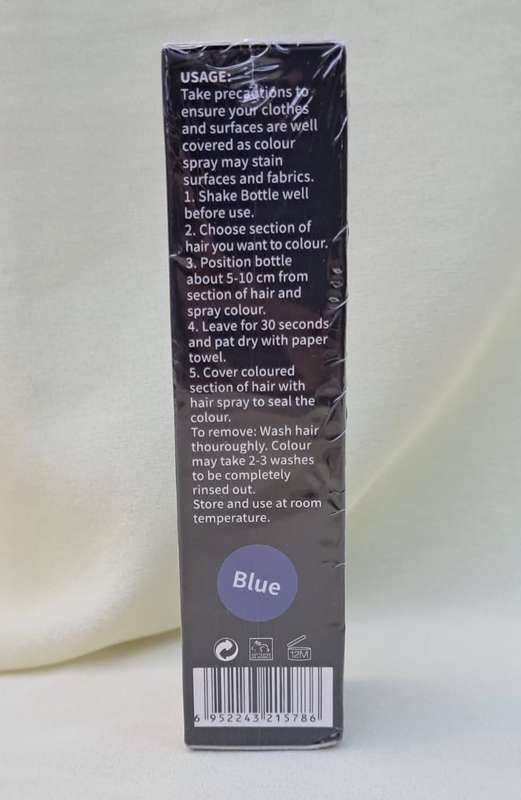 USAGE:
Take precautions to
ensure your clothes
and surfaces are well
covered as colour
spray may stain
surfaces and fabrics.
1. Shake Bottle well
before use.
2. Choose section of
hair you want to colour.
3. Position bottle
about 5-10 cm from
section of hair and
spray colour.
4. Leave for 30 seconds
and pat dry with paper
towel.
5. Cover coloured
section of hair with
hair spray to seal the
colour.
To remove: Wash hair
thouroughly. Colour
may take 2-3 washes
to be completely
rinsed out.
Store and use at room
temperature.
Blue
12M
6 952243 215786